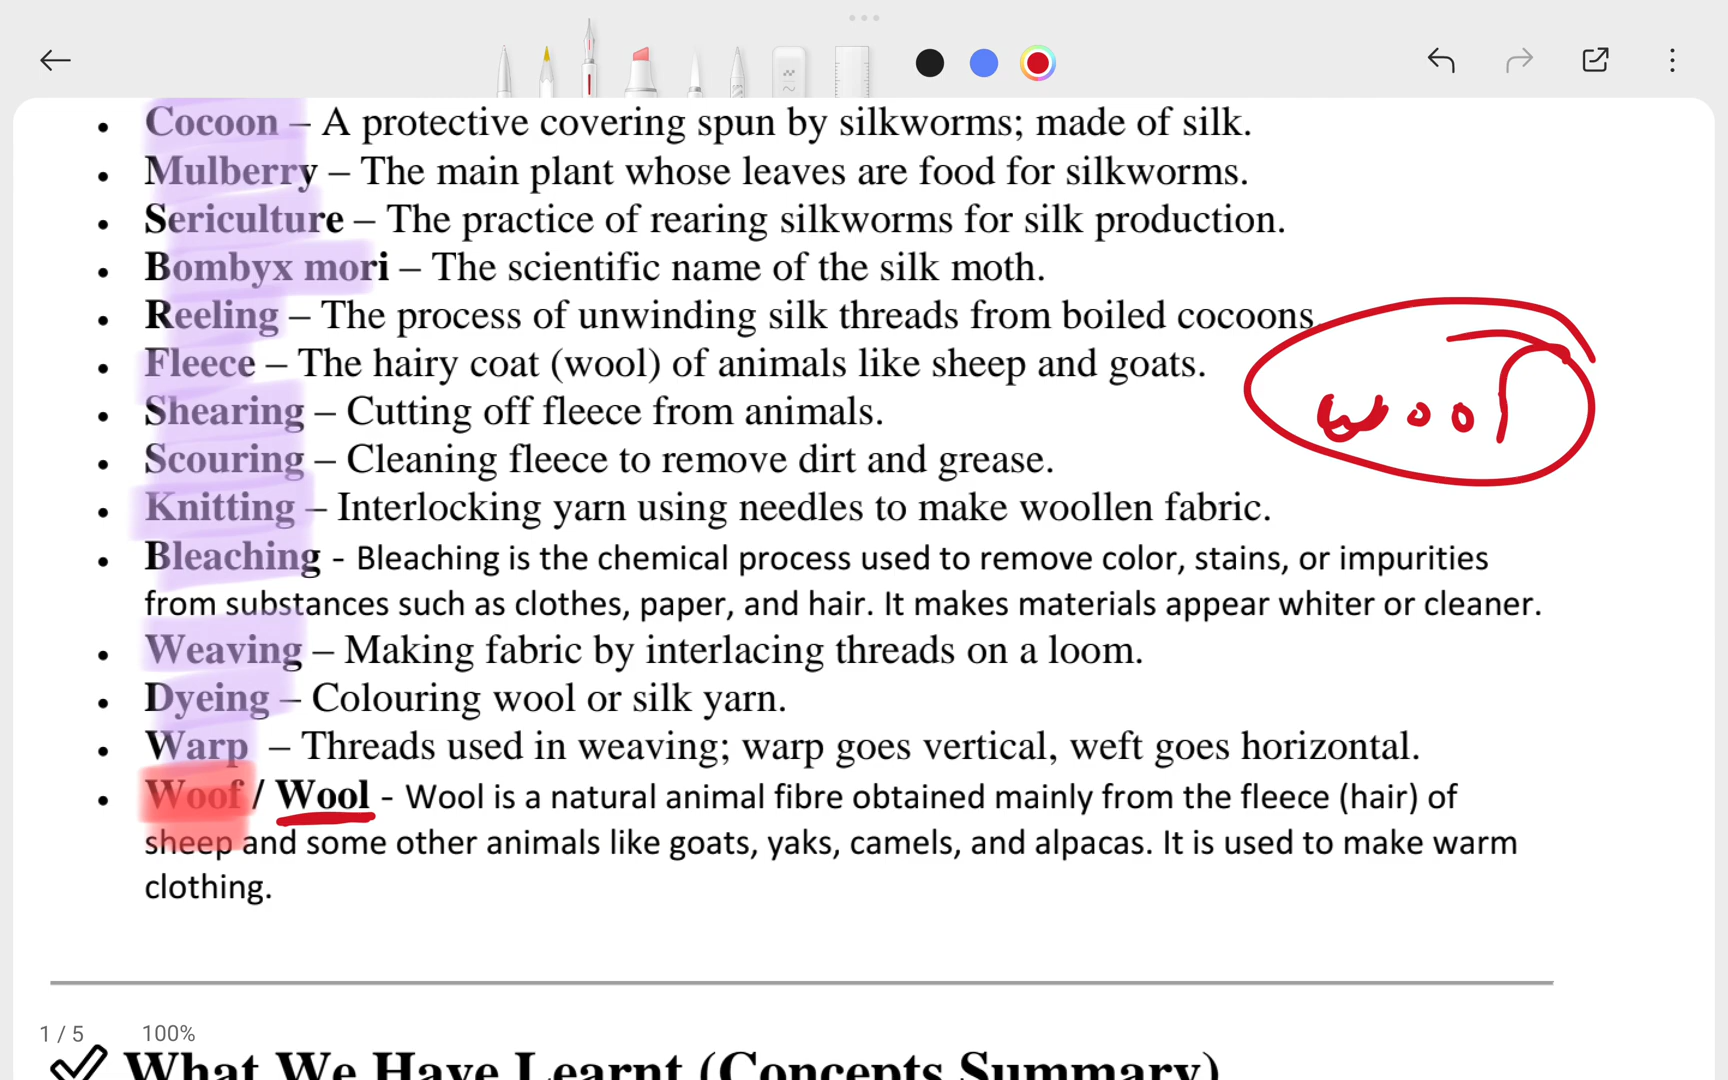 • Cocoon – A protective covering spun by silkworms; made of silk.
• Mulberry – The main plant whose leaves are food for silkworms.
• Sericulture – The practice of rearing silkworms for silk production.
• Bombyx mori – The scientific name of the silk moth.
• Reeling – The process of unwinding silk threads from boiled cocoons.
• Fleece – The hairy coat (wool) of animals like sheep and goats.
wool
• Shearing – Cutting off fleece from animals.
• Scouring – Cleaning fleece to remove dirt and grease.
• Knitting – Interlocking yarn using needles to make woollen fabric.
• Bleaching - Bleaching is the chemical process used to remove color, stains, or impurities
from substances such as clothes, paper, and hair. It makes materials appear whiter or cleaner.
• Weaving – Making fabric by interlacing threads on a loom.
• Dyeing – Colouring wool or silk yarn.
• Warp – Threads used in weaving; warp goes vertical, weft goes horizontal.
• Woof / Wool - Wool is a natural animal fibre obtained mainly from the fleece (hair) of
sheep and some other animals like goats, yaks, camels, and alpacas. It is used to make warm
clothing.
1 / 5 100%
What We Have Learnt (Concepts Summary)